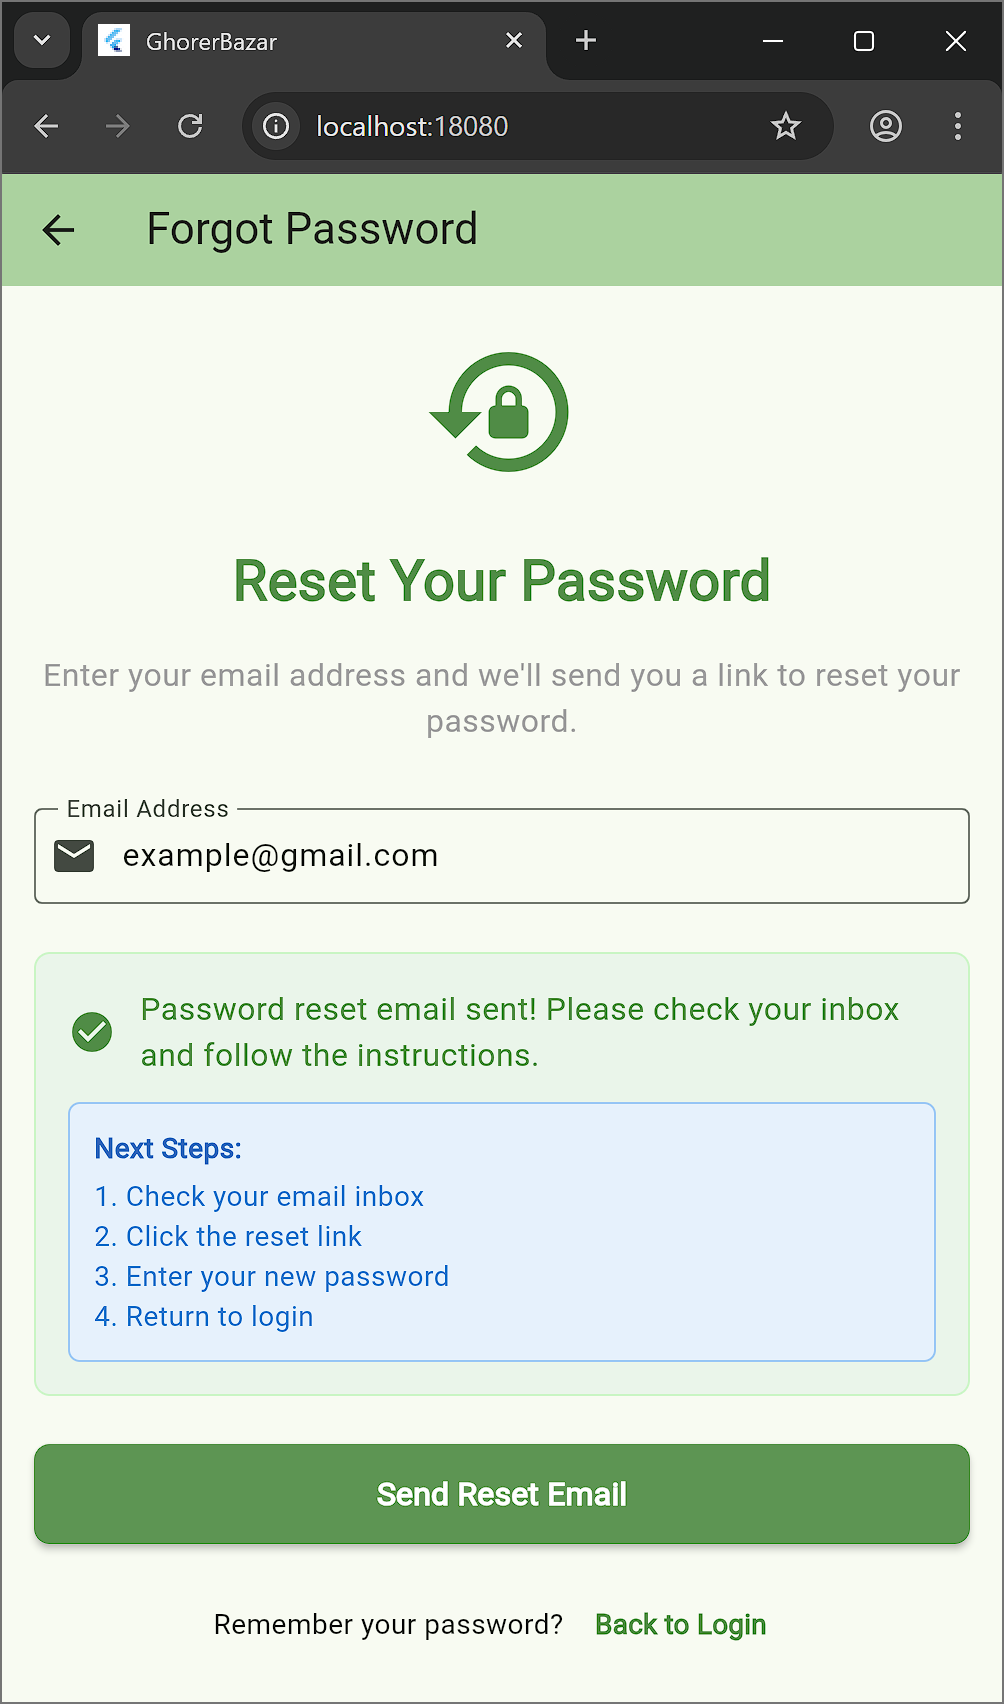 GhorerBazar
localhost:18080
Forgot Password
Reset Your Password
Enter your email address and we'll send you a link to reset your
password.
Email Address
example@gmail.com
Password reset email sent! Please check your inbox
and follow the instructions.
Next Steps:
1. Check your email inbox
2. Click the reset link
3. Enter your new password
4. Return to login
Send Reset Email
Remember your password? Back to Login